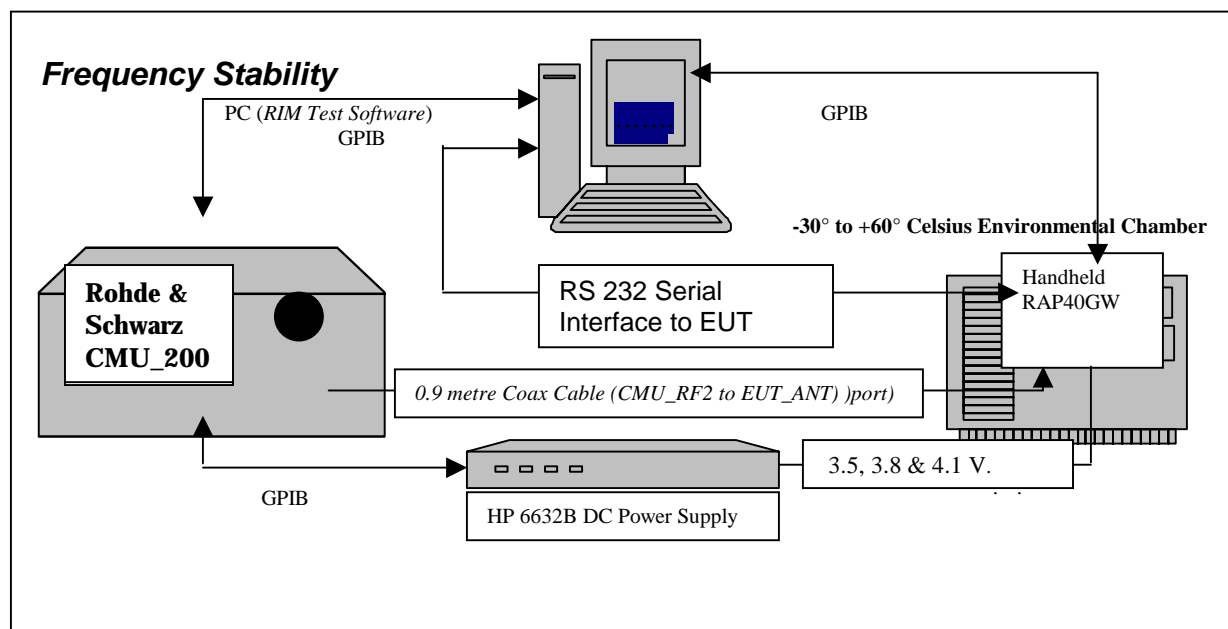 Frequency Stability
PC (RIM Test Software)
GPIB
GPIB
-30° to +60° Celsius Environmental Chamber
Rohde &
Schwarz
CMU_200
RS 232 Serial
Interface to EUT
Handheld
RAP40GW
0.9 metre Coax Cable (CMU_RF2 to EUT_ANT) )port)
GPIB
3.5, 3.8 & 4.1 V.
HP 6632B DC Power Supply